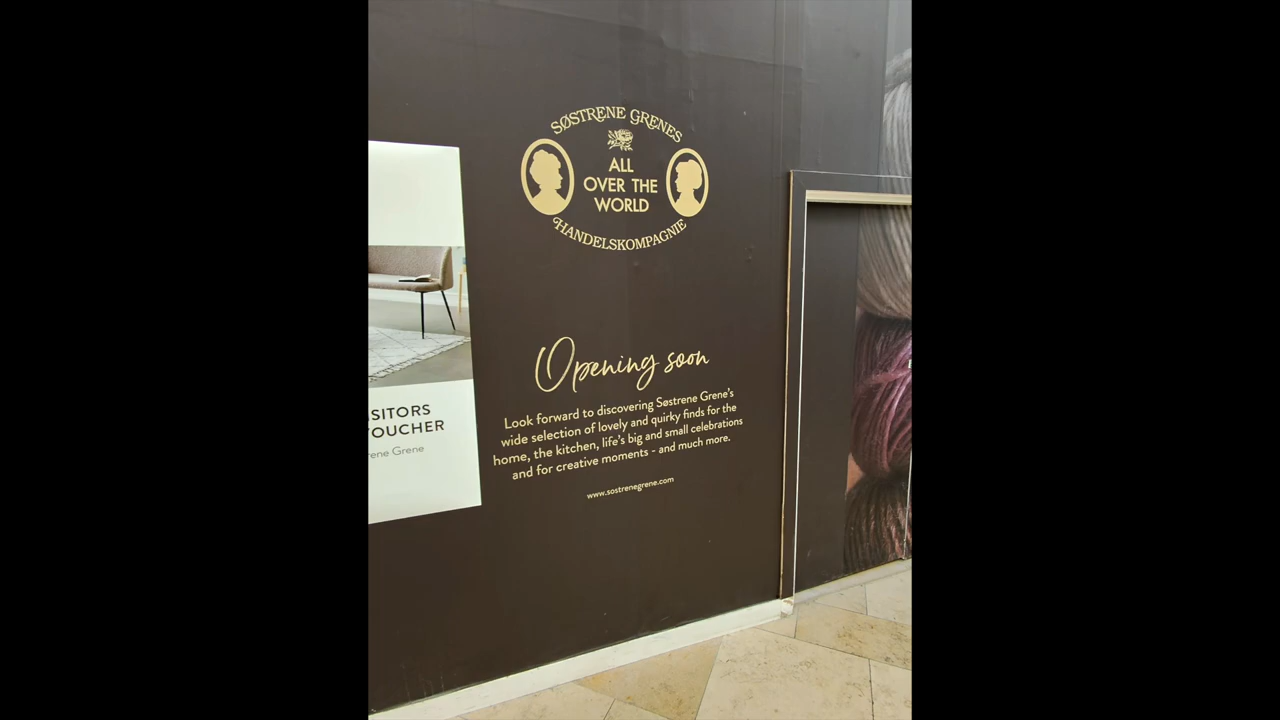 SØSTRENE GRENES
ALL
OVER THE
WORLD
HANDELSKOMPAGNIE
Opening soon
Look forward to discovering Søstrene Grene's
wide selection of lovely and quirky finds for the
home, the kitchen, life's big and small celebrations
and for creative moments - and much more.
www.sostrenegrene.com
SITORS
OUCHER
rene Grene